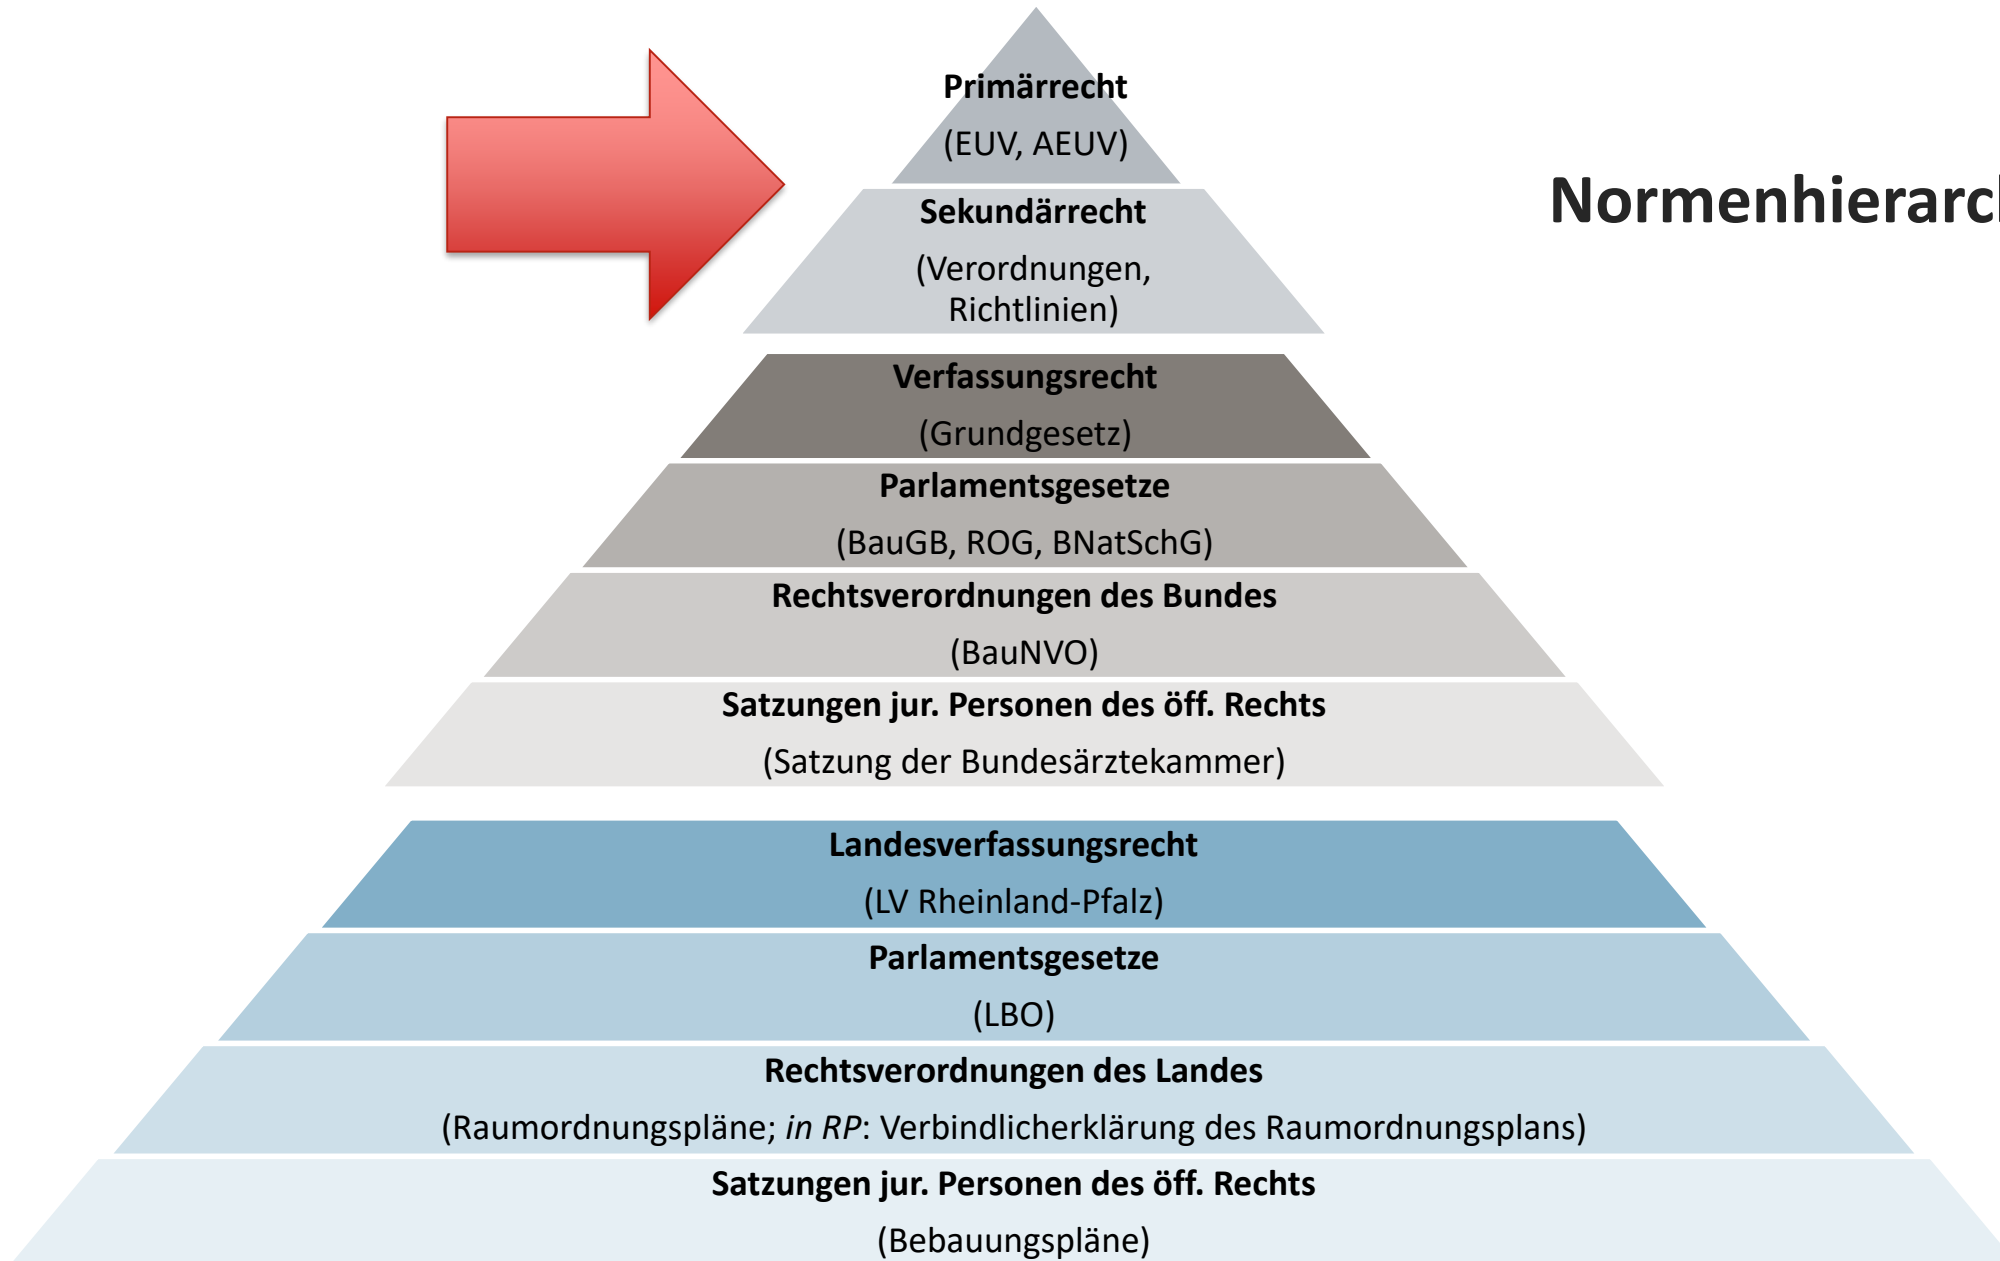 Primärrecht
(EUV, AEUV)
Normenhierarc
Sekundärrecht
(Verordnungen,
Richtlinien)
Verfassungsrecht
(Grundgesetz)
Parlamentsgesetze
(BauGB, ROG, BNatSchG)
Rechtsverordnungen des Bundes
(BauNVO)
Satzungen jur. Personen des öff. Rechts
(Satzung der Bundesärztekammer)
Landesverfassungsrecht
(LV Rheinland-Pfalz)
Parlamentsgesetze
(LBO)
Rechtsverordnungen des Landes
(Raumordnungspläne; in RP: Verbindlicherklärung des Raumordnungsplans)
Satzungen jur. Personen des öff. Rechts
(Bebauungspläne)